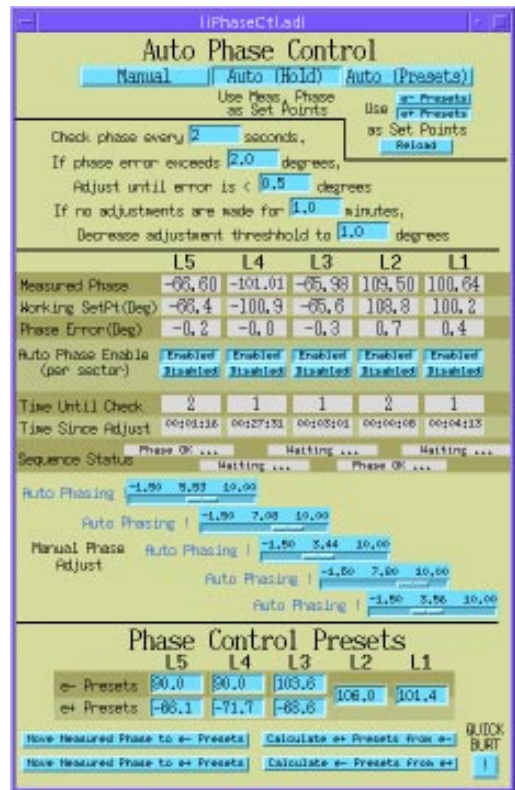 liPhaseCtl.adl
Auto Phase Control
Manual Auto (Hold) Auto (Presets)
Use Meas. Phase as Set Points
Use e- Presets e+ Presets as Set Points
Reload
Check phase every 2 seconds,
If phase error exceeds 2.0 degrees,
Adjust until error is < 0.5 degrees
If no adjustments are made for 1.0 minutes,
Decrease adjustment threshhold to 1.0 degrees
L5 L4 L3 L2 L1
Measured Phase -66.60 -101.01 -65.98 109.50 100.64
Working SetPt(Deg) -66.4 -100.9 -65.6 108.8 100.2
Phase Error(Deg) -0.2 -0.0 -0.3 0.7 0.4
Auto Phase Enable Enabled Enabled Enabled Enabled Enabled
(per sector) Disabled Disabled Disabled Disabled Disabled
Time Until Check 2 1 1 2 1
Time Since Adjust 00:01:16 00:27:31 00:03:01 00:00:08 00:04:13
Phase OK ... Waiting ... Waiting ...
Sequence Status
Waiting ... Phase OK ...
Auto Phasing ! -1.50 5.53 10.00
Auto Phasing ! -1.50 7.08 10.00
Manual Phase Adjust
Auto Phasing ! -1.50 3.44 10.00
Auto Phasing ! -1.50 7.80 10.00
Auto Phasing ! -1.50 3.56 10.00
Phase Control Presets
L5 L4 L3 L2 L1
e- Presets 90.0 90.0 103.6 106.0 101.4
e+ Presets -66.1 -71.7 -68.6
Move Measured Phase to e- Presets Calculate e+ Presets from e-
Move Measured Phase to e+ Presets Calculate e- Presets from e+
QUICK BURT
!